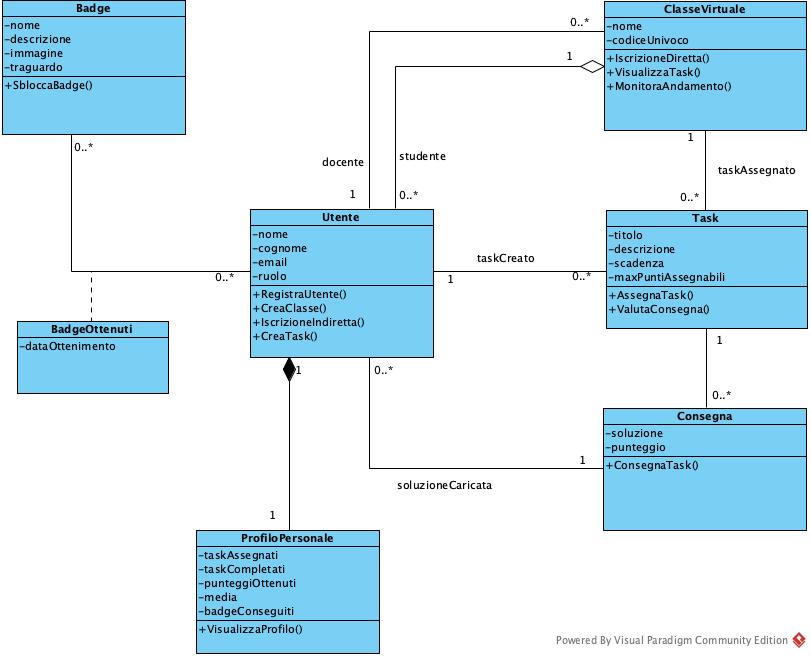 Badge
-nome
-descrizione
-immagine
-traguardo
+SbloccaBadge()
0..*
ClasseVirtuale
-nome
-codiceUnivoco
+IscrizioneDiretta()
+VisualizzaTask()
+MonitoraAndamento()
0..*
1
docente
studente
1
0..*
1
taskAssegnato
0..*
Utente
-nome
-cognome
-email
-ruolo
+RegistraUtente()
+CreaClasse()
+IscrizioneIndiretta()
+CreaTask()
0..*
taskCreato
1
0..*
Task
-titolo
-descrizione
-scadenza
-maxPuntiAssegnabili
+AssegnaTask()
+ValutaConsegna()
BadgeOttenuti
-dataOttenimento
1
0..*
1
0..*
1
soluzioneCaricata
Consegna
-soluzione
-punteggio
+ConsegnaTask()
1
ProfiloPersonale
-taskAssegnati
-taskCompletati
-punteggiOttenuti
-media
-badgeConseguiti
+VisualizzaProfilo()
Powered By Visual Paradigm Community Edition